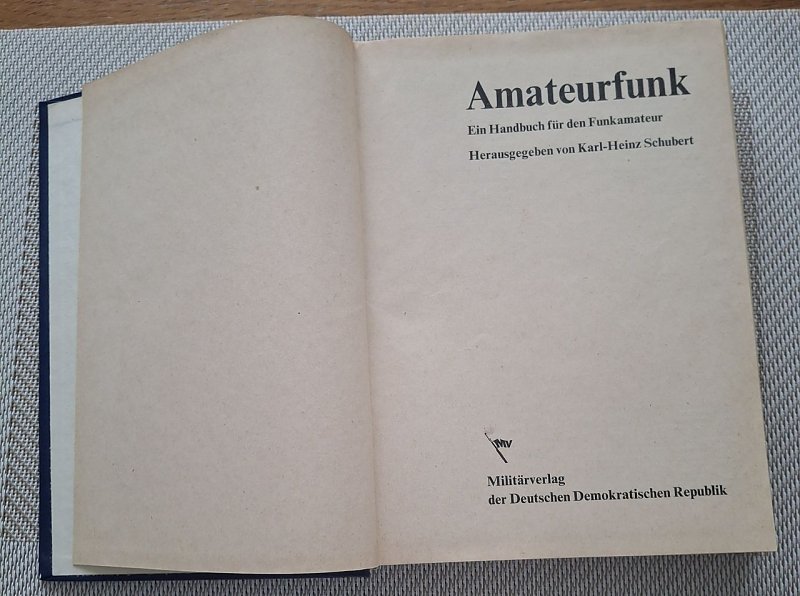 Amateurfunk
Ein Handbuch für den Funkamateur
Herausgegeben von Karl-Heinz Schubert
MV
Militärverlag
der Deutschen Demokratischen Republik